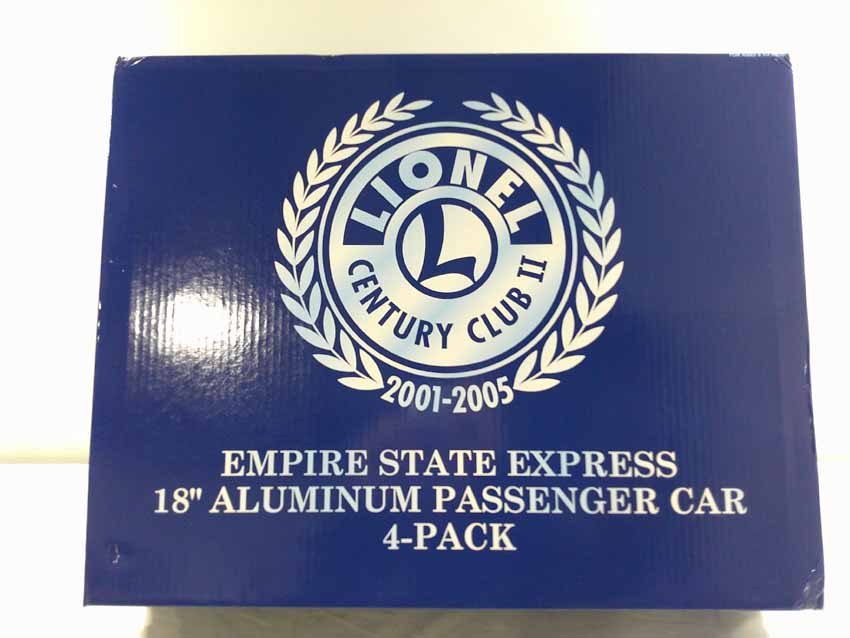 LIONEL
L
CENTURY CLUB II
2001-2005
EMPIRE STATE EXPRESS
18" ALUMINUM PASSENGER CAR
4-PACK